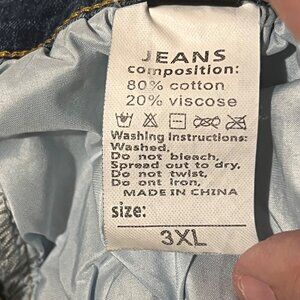 JEANS
composition:
80% cotton
20% viscose
Washing Instructions:
Washed,
Do not bleach,
Spread out to dry,
Do not twist,
Do ont iron,
MADE IN CHINA
size:
3XL